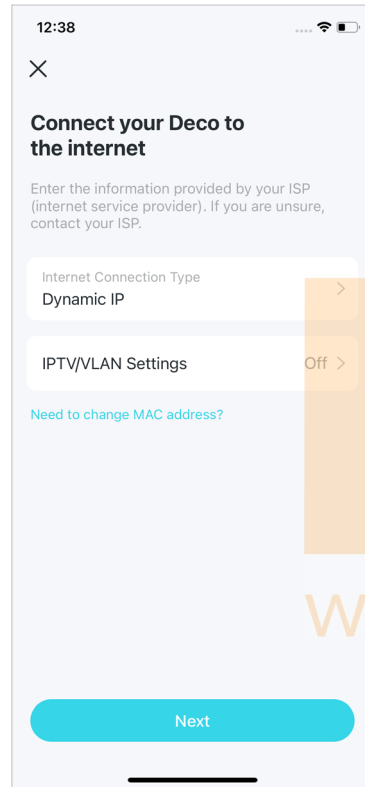 12:38
Connect your Deco to
the internet
Enter the information provided by your ISP
(internet service provider). If you are unsure,
contact your ISP.
Internet Connection Type
Dynamic IP
IPTV/VLAN Settings Off
Need to change MAC address?
W
Next